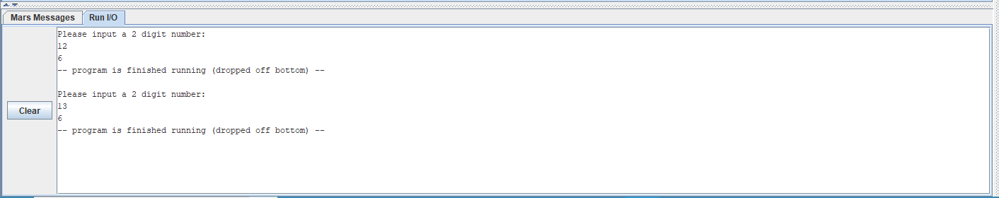 Mars Messages Run I/O
Please input a 2 digit number:
12
6
-- program is finished running (dropped off bottom) --
Please input a 2 digit number:
13
6
-- program is finished running (dropped off bottom) --
Clear